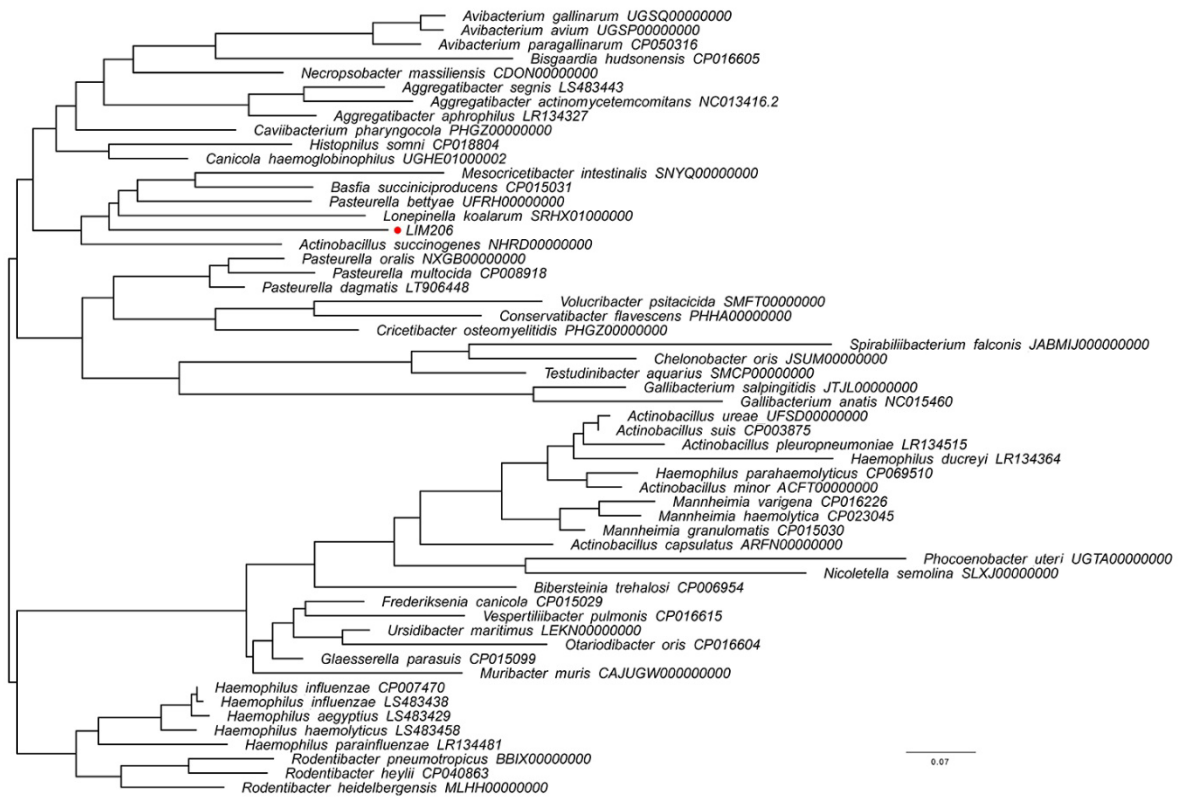 Avibacterium gallinarum UGSQ00000000
Avibacterium avium UGSP00000000
Avibacterium paragallinarum CP050316
Bisgaardia hudsonensis CP016605
Necropsobacter massiliensis CDON00000000
Aggregatibacter segnis LS483443
Aggregatibacter actinomycetemcomitans NC013416.2
Aggregatibacter aphrophilus LR134327
Caviibacterium pharyngocola PHGZ00000000
Histophilus somni CP018804
Canicola haemoglobinophilus UGHE01000002
Mesocricetibacter intestinalis SNYQ00000000
Basfia succiniciproducens CP015031
Pasteurella bettyae UFRH00000000
Lonepinella koalarum SRHX01000000
LIM206
Actinobacillus succinogenes NHRD00000000
Pasteurella oralis NXGB00000000
Pasteurella multocida CP008918
Pasteurella dagmatis LT906448
Volucribacter psitacicida SMFT00000000
Conservatibacter flavescens PHHA00000000
Cricetibacter osteomyelitidis PHGZ00000000
Spirabiliibacterium falconis JABMIJ000000000
Chelonobacter oris JSUM00000000
Testudinibacter aquarius SMCP00000000
Gallibacterium salpingitidis JTJL00000000
Gallibacterium anatis NC015460
Actinobacillus ureae UFSD00000000
Actinobacillus suis CP003875
Actinobacillus pleuropneumoniae LR134515
Haemophilus ducreyi LR134364
Haemophilus parahaemolyticus CP069510
Actinobacillus minor ACFT00000000
Mannheimia varigena CP016226
Mannheimia haemolytica CP023045
Mannheimia granulomatis CP015030
Actinobacillus capsulatus ARFN00000000
Phocoenobacter uteri UGTA00000000
Nicoletella semolina SLXJ00000000
Bibersteinia trehalosi CP006954
Frederiksenia canicola CP015029
Vespertiliibacter pulmonis CP016615
Ursidibacter maritimus LEKN00000000
Otariodibacter oris CP016604
Glaesserella parasuis CP015099
Muribacter muris CAJUGW000000000
Haemophilus influenzae CP007470
Haemophilus influenzae LS483438
Haemophilus aegyptius LS483429
Haemophilus haemolyticus LS483458
Haemophilus parainfluenzae LR134481
Rodentibacter pneumotropicus BBIX00000000
Rodentibacter heylii CP040863
Rodentibacter heidelbergensis MLHH00000000
0.07